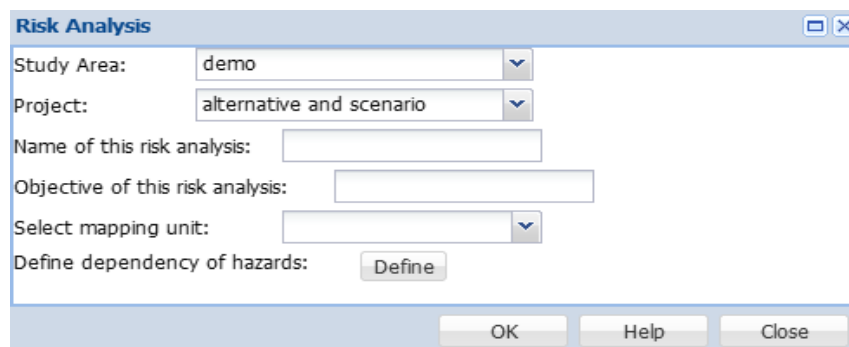 Risk Analysis
Study Area: demo
Project: alternative and scenario
Name of this risk analysis:
Objective of this risk analysis:
Select mapping unit:
Define dependency of hazards: Define
OK Help Close